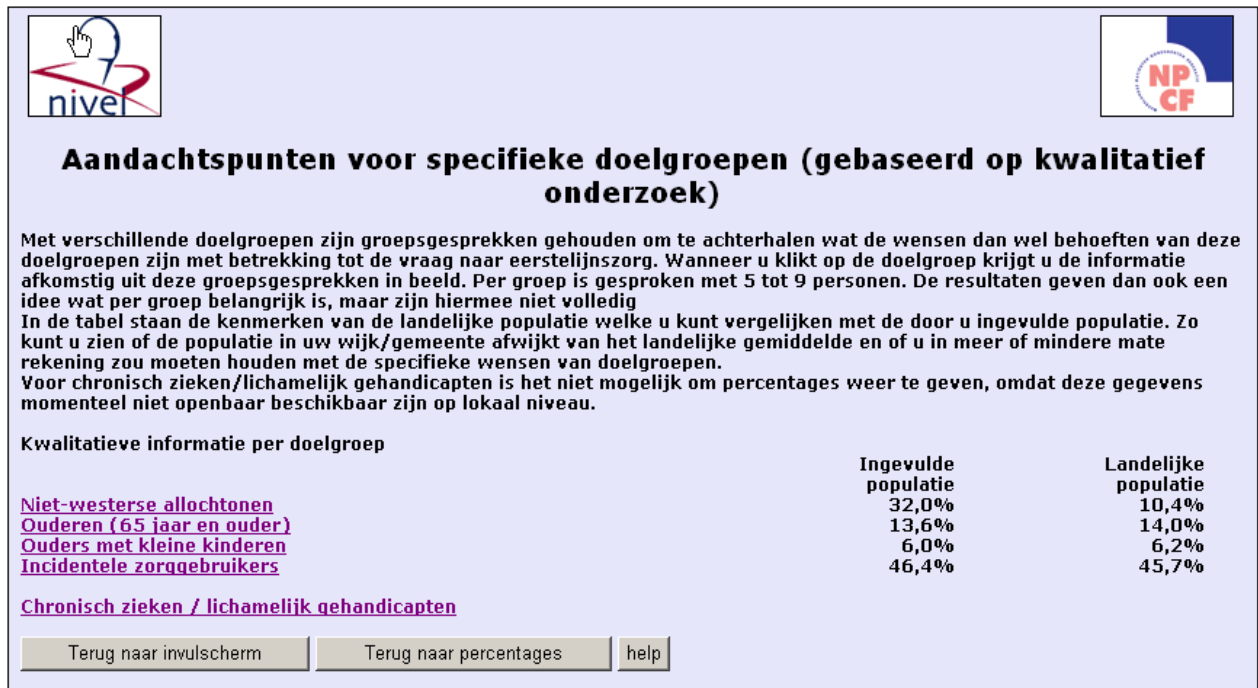 nivel
NP
CF
Aandachtspunten voor specifieke doelgroepen (gebaseerd op kwalitatief
onderzoek)
Met verschillende doelgroepen zijn groepsgesprekken gehouden om te achterhalen wat de wensen dan wel behoeften van deze
doelgroepen zijn met betrekking tot de vraag naar eerstelijnszorg. Wanneer u klikt op de doelgroep krijgt u de informatie
afkomstig uit deze groepsgesprekken in beeld. Per groep is gesproken met 5 tot 9 personen. De resultaten geven dan ook een
idee wat per groep belangrijk is, maar zijn hiermee niet volledig
In de tabel staan de kenmerken van de landelijke populatie welke u kunt vergelijken met de door u ingevulde populatie. Zo
kunt u zien of de populatie in uw wijk/gemeente afwijkt van het landelijke gemiddelde en of u in meer of mindere mate
rekening zou moeten houden met de specifieke wensen van doelgroepen.
Voor chronisch zieken/lichamelijk gehandicapten is het niet mogelijk om percentages weer te geven, omdat deze gegevens
momenteel niet openbaar beschikbaar zijn op lokaal niveau.
Kwalitatieve informatie per doelgroep
Ingevulde Landelijke
populatie populatie
Niet-westerse allochtonen 32,0% 10,4%
Ouderen (65 jaar en ouder) 13,6% 14,0%
Ouders met kleine kinderen 6,0% 6,2%
Incidentele zorggebruikers 46,4% 45,7%
Chronisch zieken / lichamelijk gehandicapten
Terug naar invulscherm Terug naar percentages help